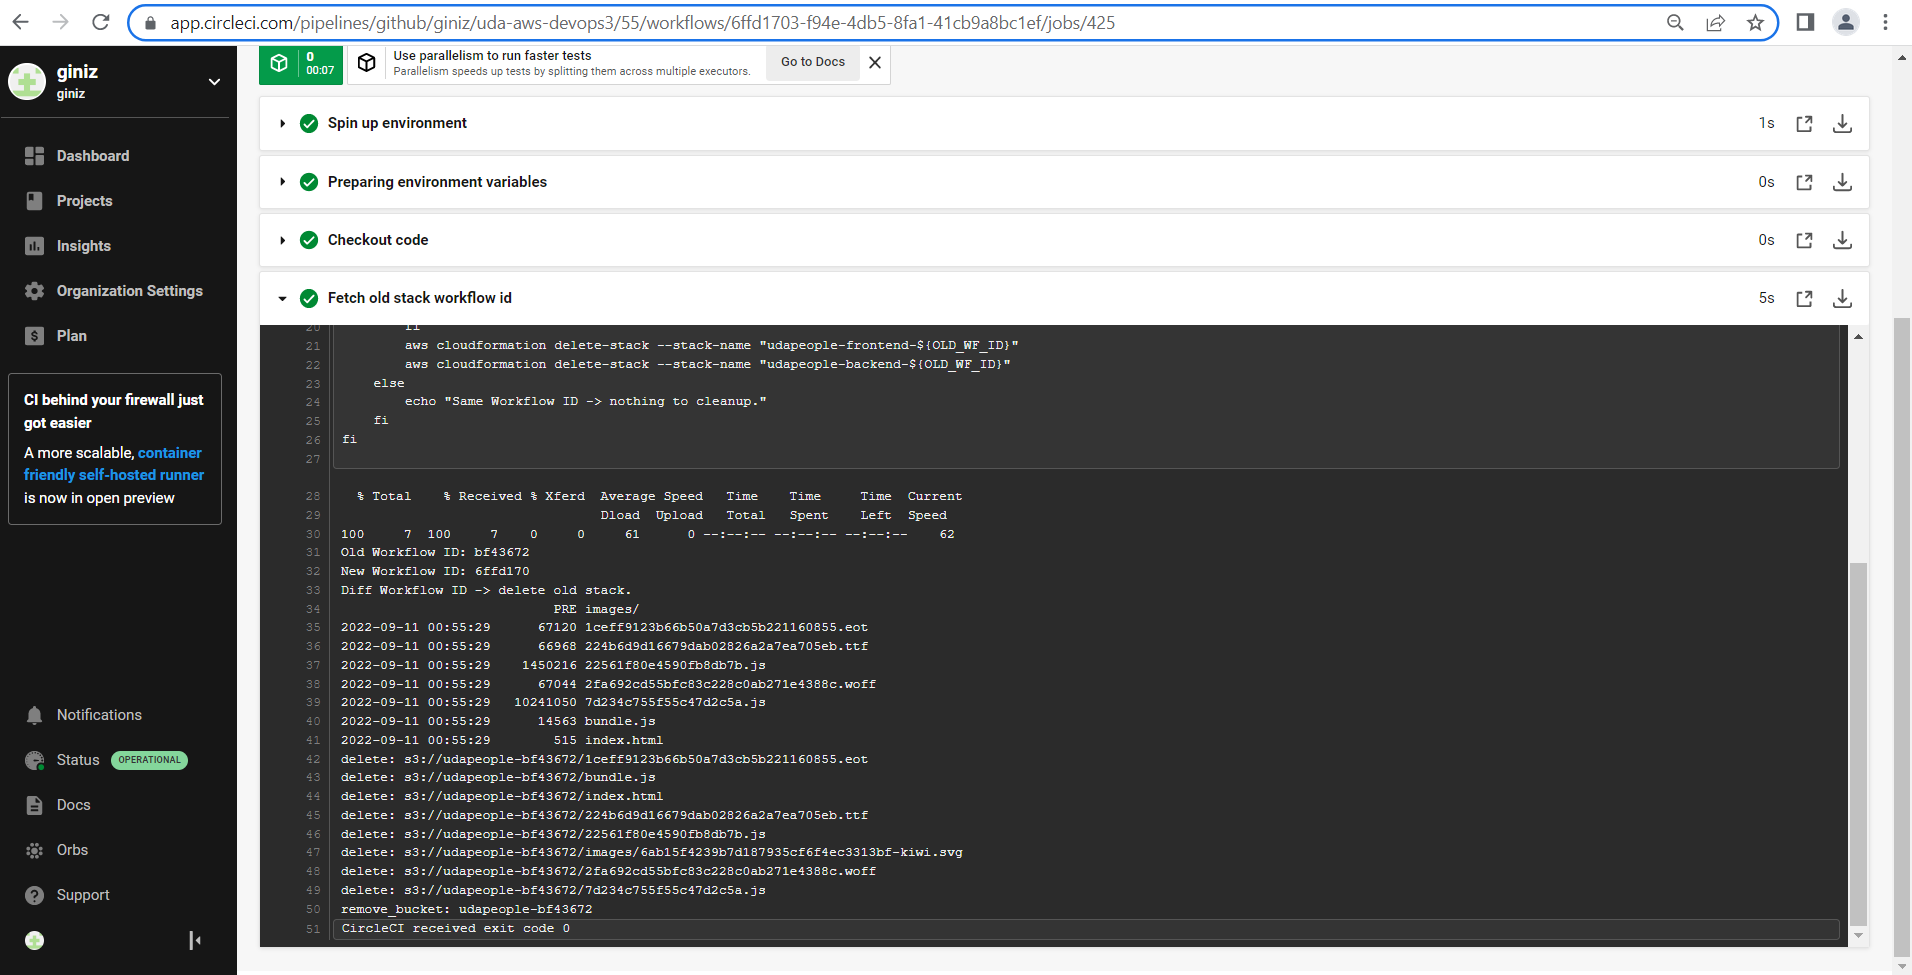 app.circleci.com/pipelines/github/giniz/uda-aws-devops3/55/workflows/6ffd1703-f94e-4db5-8fa1-41cb9a8bc1ef/jobs/425
giniz
giniz
Dashboard
Projects
Insights
Organization Settings
Plan
CI behind your firewall just
got easier
A more scalable, container
friendly self-hosted runner
is now in open preview
Notifications
Status OPERATIONAL
Docs
Orbs
Support
0
00:07
Use parallelism to run faster tests
Parallelism speeds up tests by splitting them across multiple executors.
Go to Docs
Spin up environment 1s
Preparing environment variables 0s
Checkout code 0s
Fetch old stack workflow id 5s
20 fi
21 aws cloudformation delete-stack --stack-name "udapeople-frontend-${OLD_WF_ID}"
22 aws cloudformation delete-stack --stack-name "udapeople-backend-${OLD_WF_ID}"
23 else
24 echo "Same Workflow ID -> nothing to cleanup."
25 fi
26 fi
27
28 % Total % Received % Xferd Average Speed Time Time Time Current
29 Dload Upload Total Spent Left Speed
30 100 7 100 7 0 0 61 0 --:--:-- --:--:-- --:--:-- 62
31 Old Workflow ID: bf43672
32 New Workflow ID: 6ffd170
33 Diff Workflow ID -> delete old stack.
34 PRE images/
35 2022-09-11 00:55:29 67120 1ceff9123b66b50a7d3cb5b221160855.eot
36 2022-09-11 00:55:29 66968 224b6d9d16679dab02826a2a7ea705eb.ttf
37 2022-09-11 00:55:29 1450216 22561f80e4590fb8db7b.js
38 2022-09-11 00:55:29 67044 2fa692cd55bfc83c228c0ab271e4388c.woff
39 2022-09-11 00:55:29 10241050 7d234c755f55c47d2c5a.js
40 2022-09-11 00:55:29 14563 bundle.js
41 2022-09-11 00:55:29 515 index.html
42 delete: s3://udapeople-bf43672/1ceff9123b66b50a7d3cb5b221160855.eot
43 delete: s3://udapeople-bf43672/bundle.js
44 delete: s3://udapeople-bf43672/index.html
45 delete: s3://udapeople-bf43672/224b6d9d16679dab02826a2a7ea705eb.ttf
46 delete: s3://udapeople-bf43672/22561f80e4590fb8db7b.js
47 delete: s3://udapeople-bf43672/images/6ab15f4239b7d187935cf6f4ec3313bf-kiwi.svg
48 delete: s3://udapeople-bf43672/2fa692cd55bfc83c228c0ab271e4388c.woff
49 delete: s3://udapeople-bf43672/7d234c755f55c47d2c5a.js
50 remove_bucket: udapeople-bf43672
51 CircleCI received exit code 0